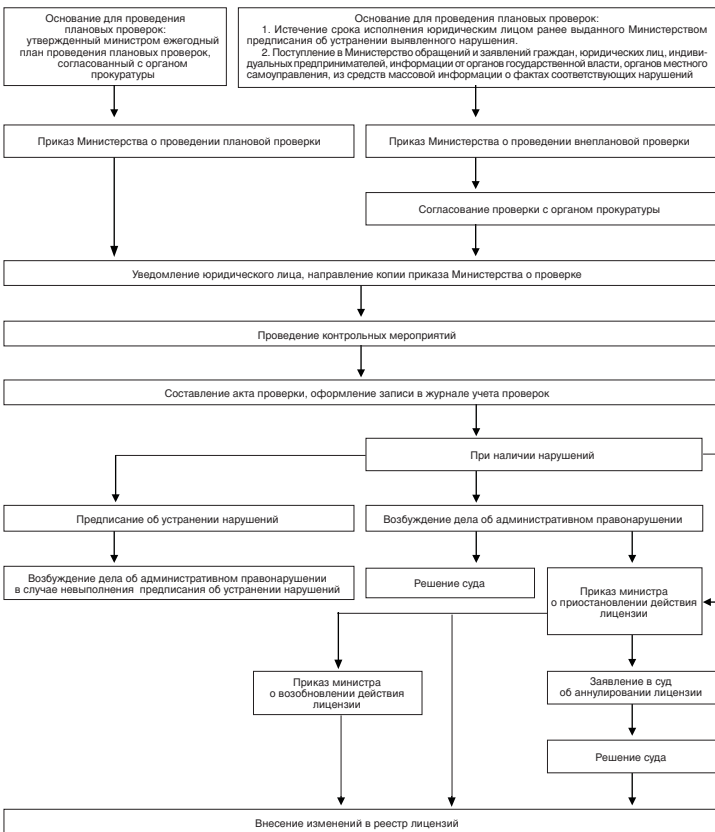 Основание для проведения
плановых проверок:
утвержденный министром ежегодный
план проведения плановых проверок,
согласованный с органом
прокуратуры
Основание для проведения плановых проверок:
1. Истечение срока исполнения юридическим лицом ранее выданного Министерством
предписания об устранении выявленного нарушения.
2. Поступление в Министерство обращений и заявлений граждан, юридических лиц, индиви-
дуальных предпринимателей, информации от органов государственной власти, органов местного
самоуправления, из средств массовой информации о фактах соответствующих нарушений
Приказ Министерства о проведении плановой проверки
Приказ Министерства о проведении внеплановой проверки
Согласование проверки с органом прокуратуры
Уведомление юридического лица, направление копии приказа Министерства о проверке
Проведение контрольных мероприятий
Составление акта проверки, оформление записи в журнале учета проверок
При наличии нарушений
Предписание об устранении нарушений
Возбуждение дела об административном правонарушении
Возбуждение дела об административном правонарушении
в случае невыполнения предписания об устранении нарушений
Решение суда
Приказ министра
о приостановлении действия
лицензии
Приказ министра
о возобновлении действия
лицензии
Заявление в суд
об аннулировании лицензии
Решение суда
Внесение изменений в реестр лицензий